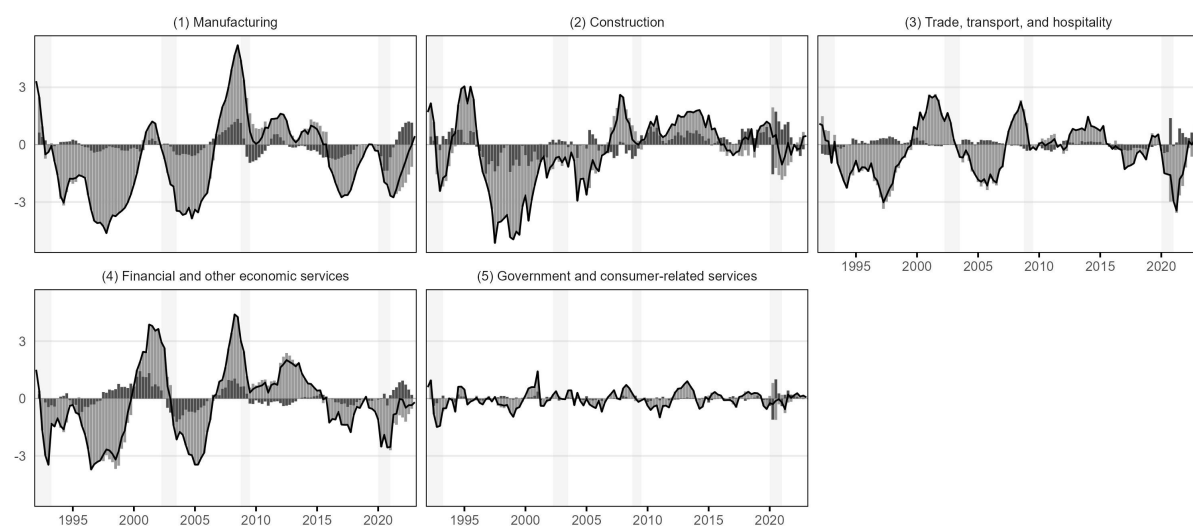 (1) Manufacturing
(2) Construction
(3) Trade, transport, and hospitality
3
0
-3
1995 2000 2005 2010 2015 2020
(4) Financial and other economic services
(5) Government and consumer-related services
3
0
-3
1995 2000 2005 2010 2015 2020
1995 2000 2005 2010 2015 2020